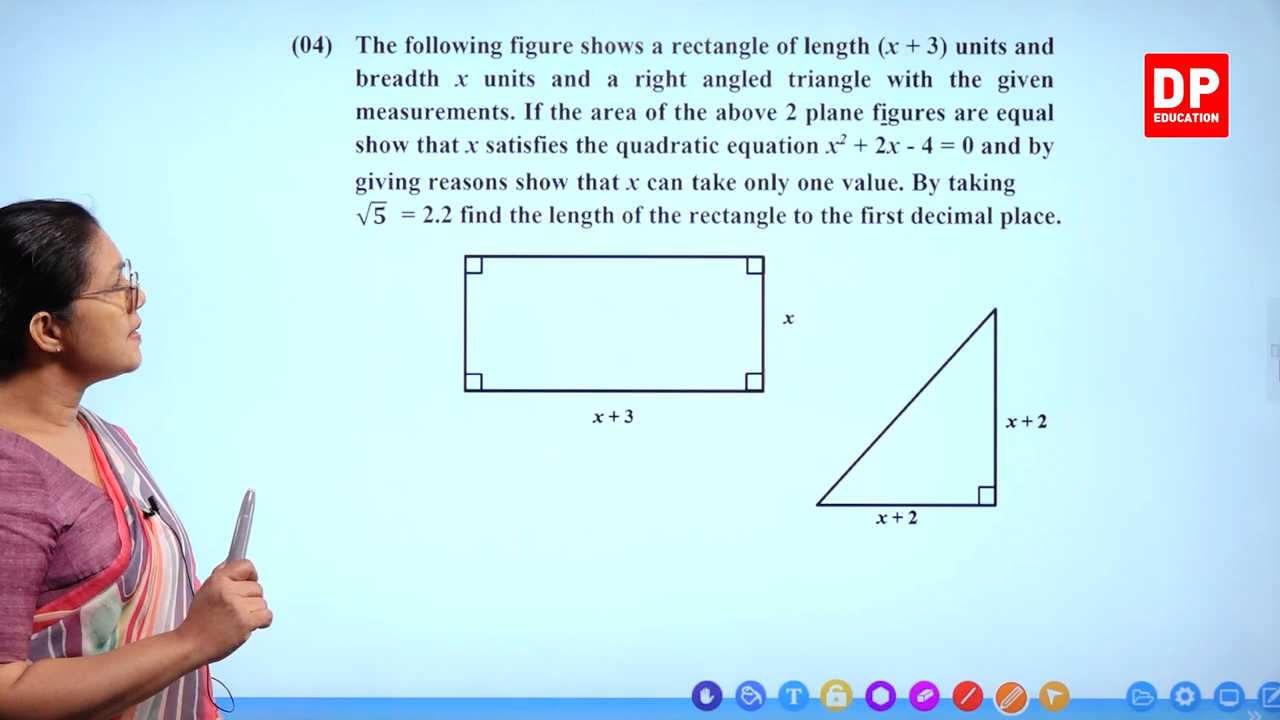 (04) The following figure shows a rectangle of length (x + 3) units and
breadth x units and a right angled triangle with the given
measurements. If the area of the above 2 plane figures are equal
show that x satisfies the quadratic equation x² + 2x - 4 = 0 and by
giving reasons show that x can take only one value. By taking
√5 = 2.2 find the length of the rectangle to the first decimal place.
DP
EDUCATION
x
x + 3
x + 2
x + 2
T